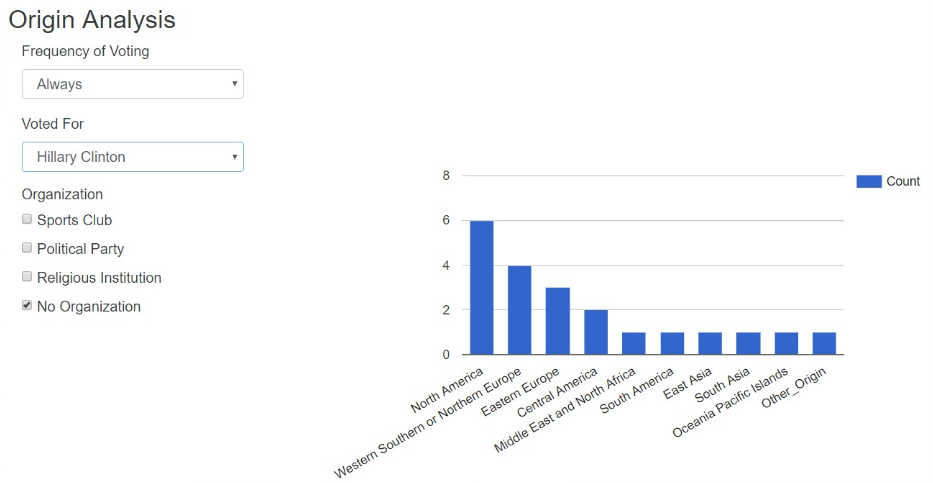 Origin Analysis
Frequency of Voting
Always
Voted For
Hillary Clinton
Organization
Sports Club
Political Party
Religious Institution
No Organization
8
6
4
2
0
Count
North America
Western Southern or Northern Europe
Eastern Europe
Central America
Middle East and North Africa
South America
East Asia
South Asia
Oceania Pacific Islands
Other_Origin